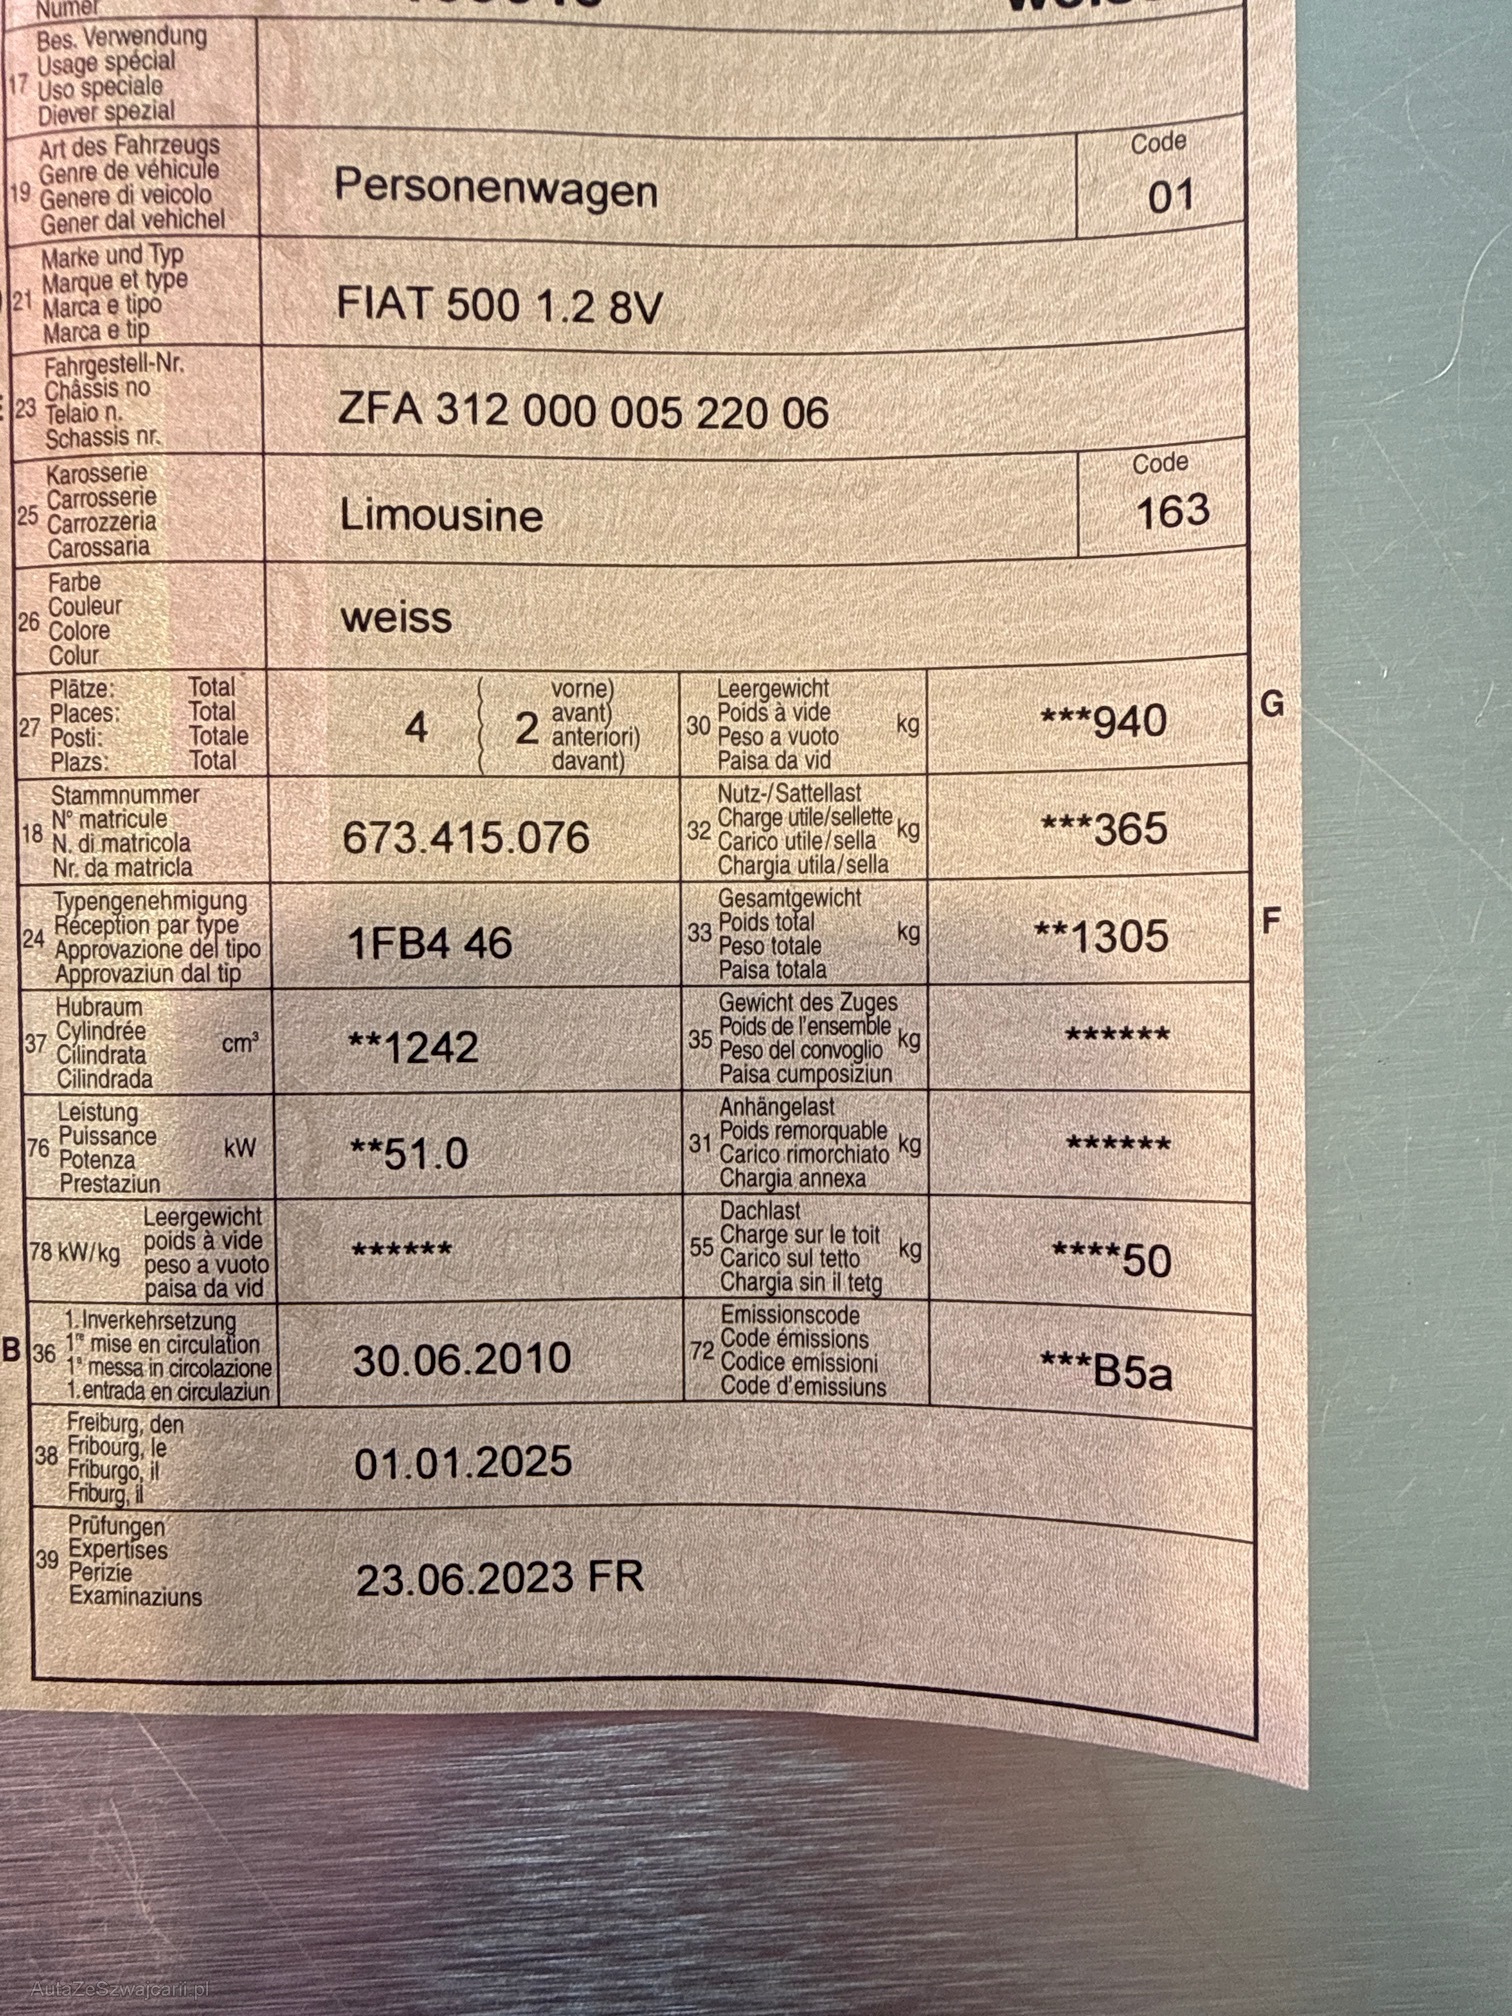 Numer
17 Bes. Verwendung
Usage spécial
Uso speciale
Diever spezial
19 Art des Fahrzeugs
Genre de véhicule
Genere di veicolo
Gener dal vehichel
Personenwagen
Code
01
21 Marke und Typ
Marque et type
Marca e tipo
Marca e tip
FIAT 500 1.2 8V
23 Fahrgestell-Nr.
Châssis no
Telaio n.
Schassis nr.
ZFA 312 000 005 220 06
25 Karosserie
Carrosserie
Carrozzeria
Carossaria
Limousine
Code
163
26 Farbe
Couleur
Colore
Colur
weiss
27 Plätze: Total
Places: Total
Posti: Totale
Plazs: Total
4 ( 2 vorne)
( avant)
( anteriori)
( davant)
30 Leergewicht
Poids à vide
Peso a vuoto
Paisa da vid
kg
***940
G
18 Stammnummer
N° matricule
N. di matricola
Nr. da matricla
673.415.076
32 Nutz-/Sattellast
Charge utile/sellette
Carico utile/sella
Chargia utila/sella
kg
***365
24 Typengenehmigung
Réception par type
Approvazione del tipo
Approvaziun dal tip
1FB4 46
33 Gesamtgewicht
Poids total
Peso totale
Paisa totala
kg
**1305
F
37 Hubraum
Cylindrée
Cilindrata
Cilindrada
cm³
**1242
35 Gewicht des Zuges
Poids de l'ensemble
Peso del convoglio
Paisa cumposiziun
kg
******
76 Leistung
Puissance
Potenza
Prestaziun
kW
**51.0
31 Anhängelast
Poids remorquable
Carico rimorchiato
Chargia annexa
kg
******
78 kW/kg Leergewicht
poids à vide
peso a vuoto
paisa da vid
******
55 Dachlast
Charge sur le toit
Carico sul tetto
Chargia sin il tetg
kg
****50
B 36 1. Inverkehrsetzung
1re mise en circulation
1a messa in circolazione
1. entrada en circulaziun
30.06.2010
72 Emissionscode
Code émissions
Codice emissioni
Code d'emissiuns
***B5a
38 Freiburg, den
Fribourg, le
Friburgo, il
Friburg, il
01.01.2025
39 Prüfungen
Expertises
Perizie
Examinaziuns
23.06.2023 FR
AutaZeSzwajcarii.pl